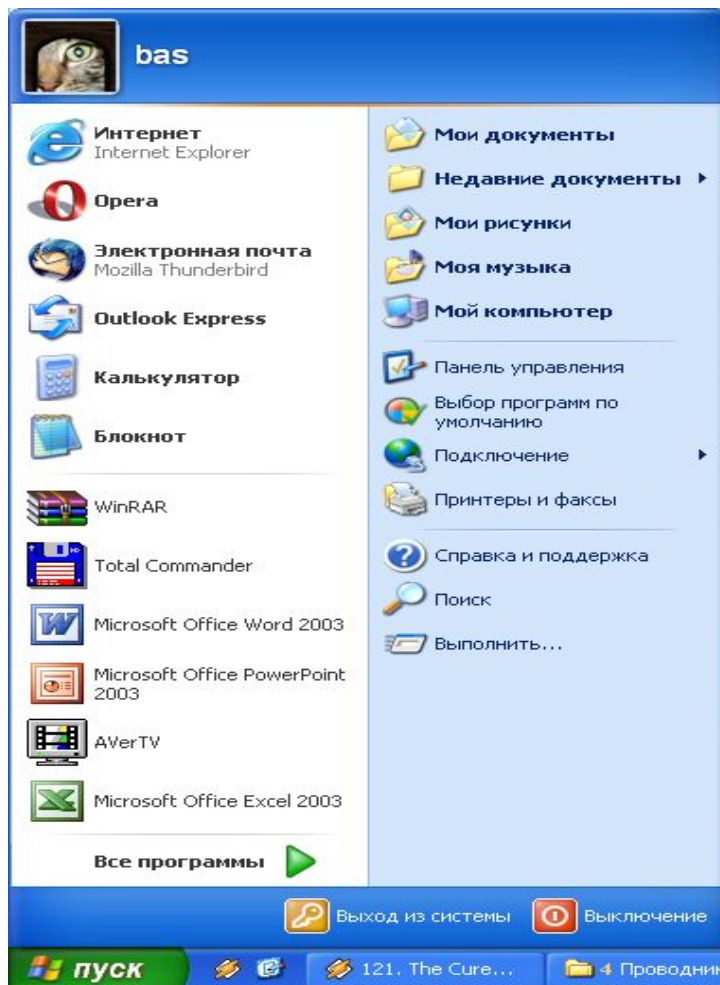 bas
Интернет
Internet Explorer
Opera
Электронная почта
Mozilla Thunderbird
Outlook Express
Калькулятор
Блокнот
WinRAR
Total Commander
Microsoft Office Word 2003
Microsoft Office PowerPoint
2003
AVerTV
Microsoft Office Excel 2003
Все программы
Мои документы
Недавние документы
Мои рисунки
Моя музыка
Мой компьютер
Панель управления
Выбор программ по
умолчанию
Подключение
Принтеры и факсы
Справка и поддержка
Поиск
Выполнить...
Выход из системы
Выключение
пуск
121. The Cure...
4 Проводник